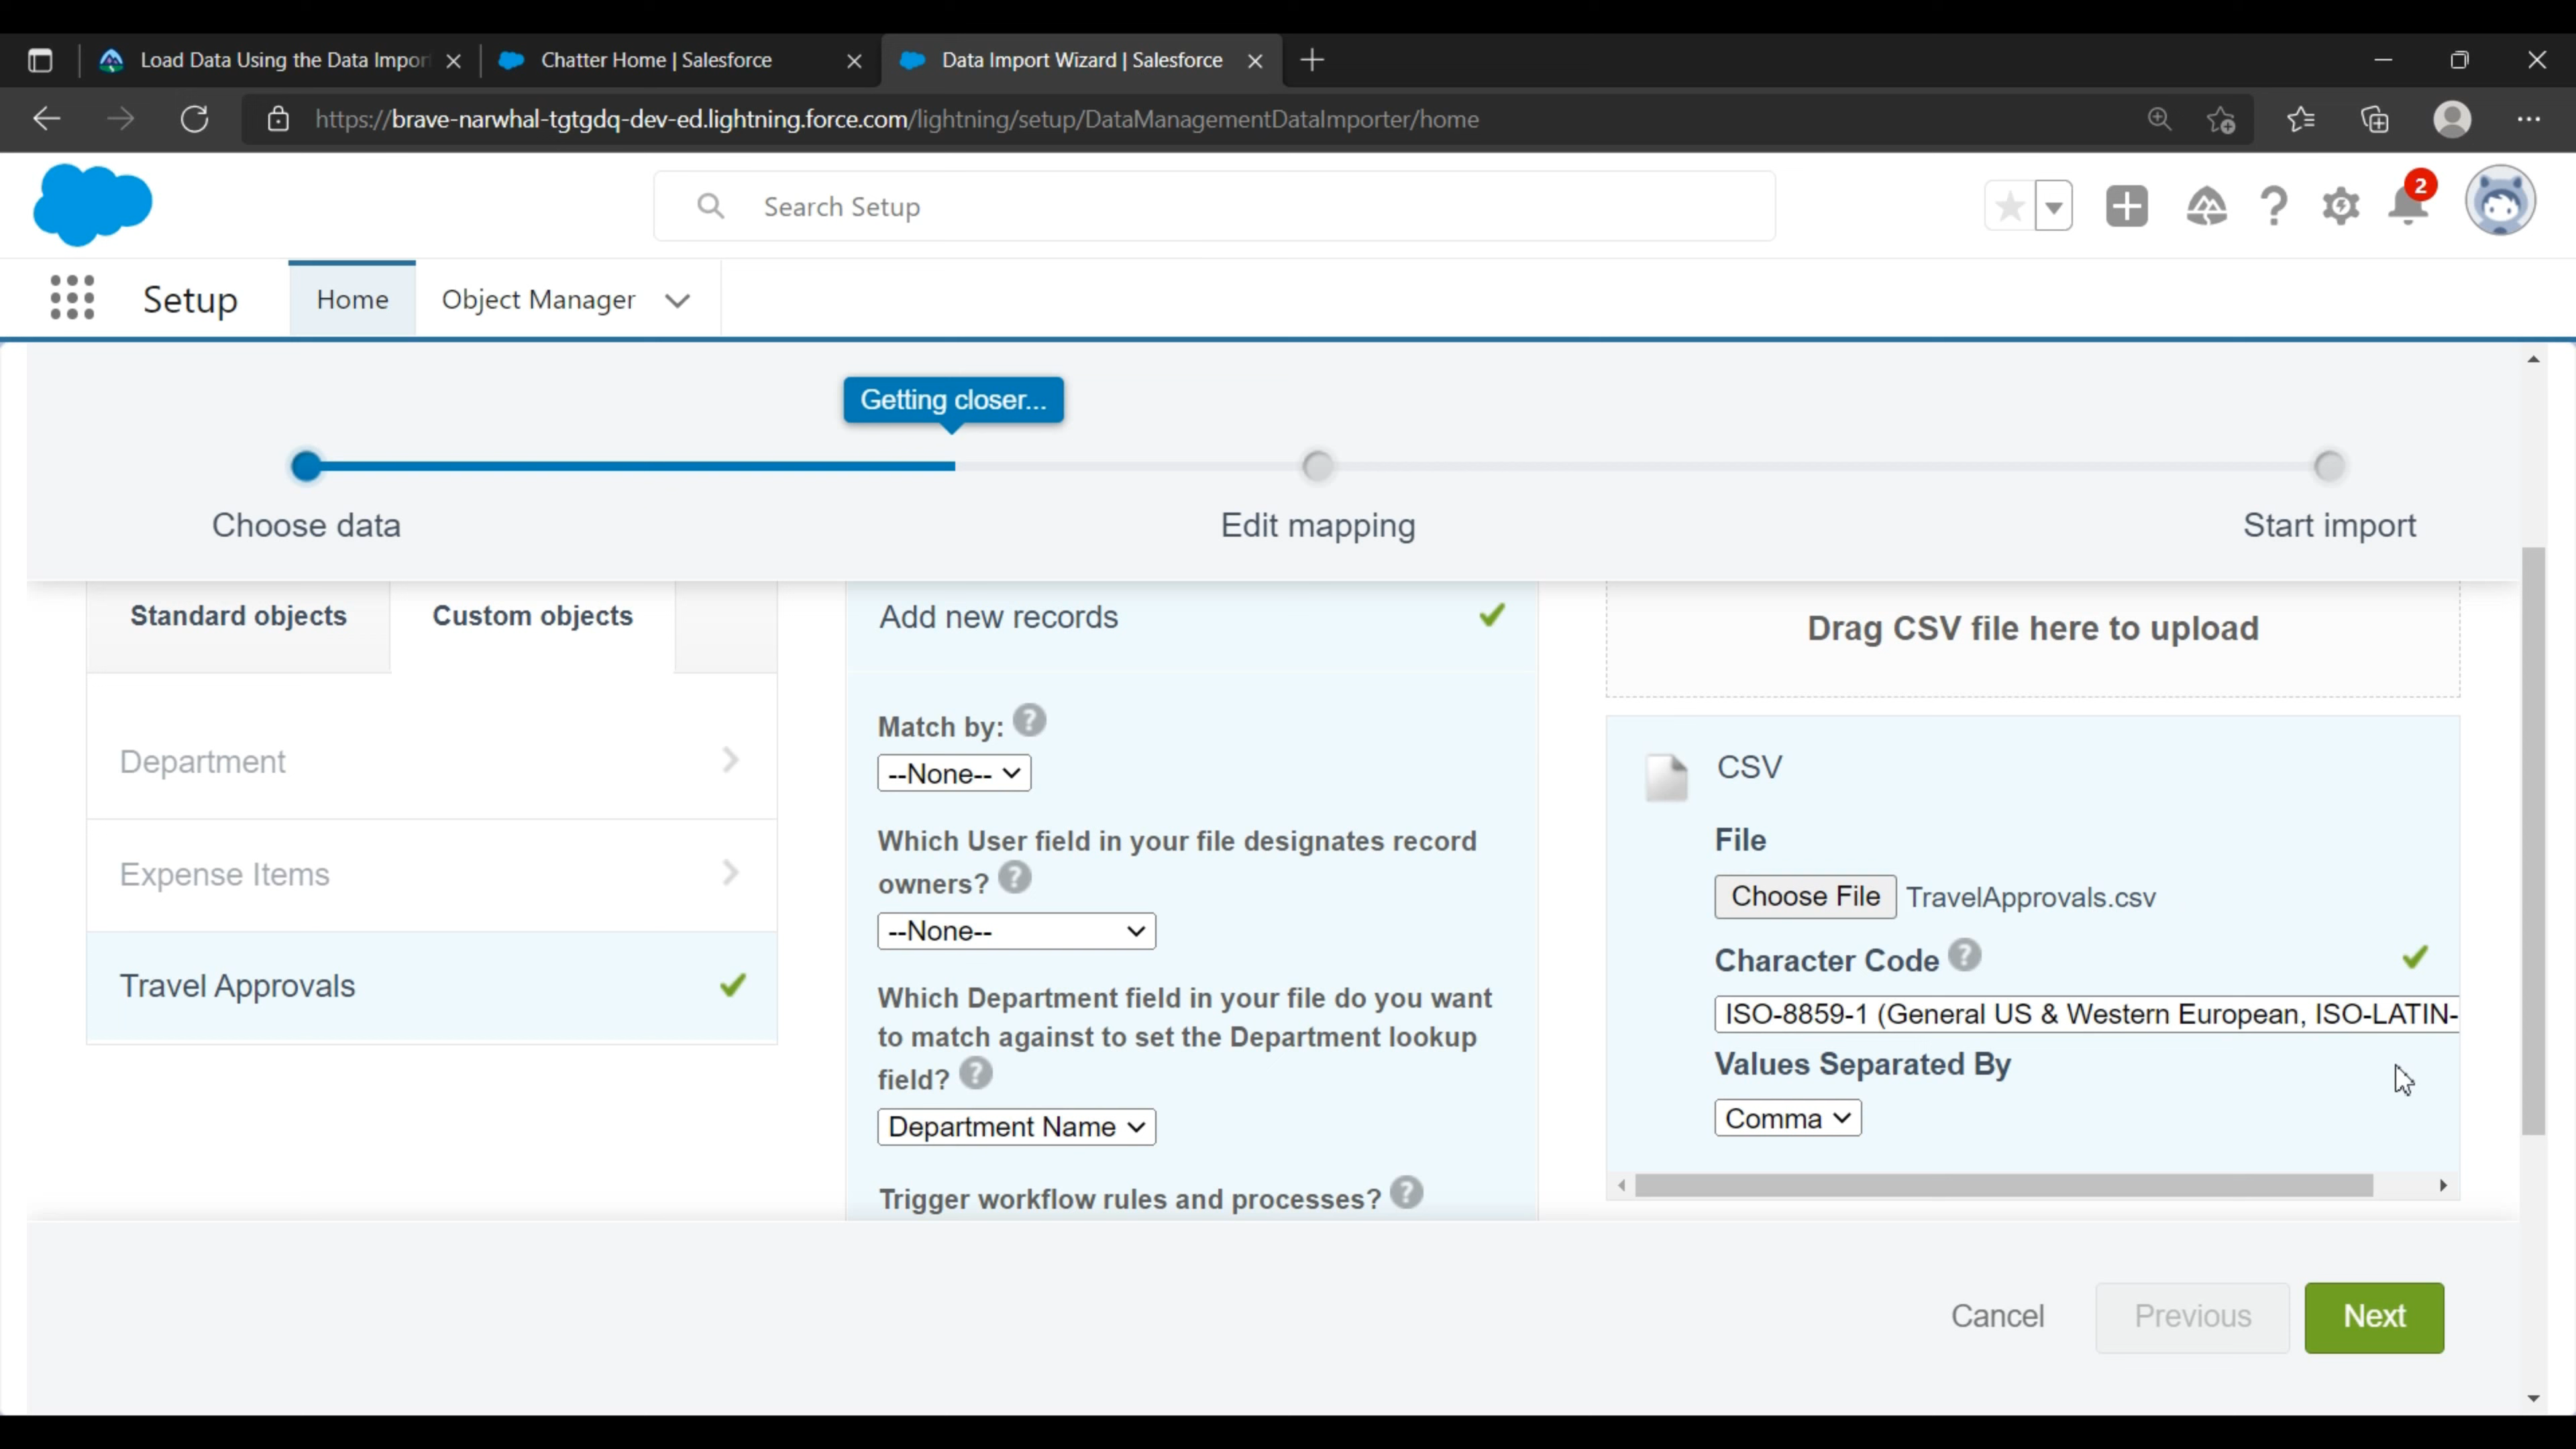 Load Data Using the Data Impor
Chatter Home | Salesforce
Data Import Wizard | Salesforce
https://brave-narwhal-tgtgdq-dev-ed.lightning.force.com/lightning/setup/DataManagementDataImporter/home
Search Setup
2
Setup
Home
Object Manager
Getting closer...
Choose data
Edit mapping
Start import
Standard objects
Custom objects
Department
Expense Items
Travel Approvals
Add new records
Match by:
--None--
Which User field in your file designates record
owners?
--None--
Which Department field in your file do you want
to match against to set the Department lookup
field?
Department Name
Trigger workflow rules and processes?
Drag CSV file here to upload
CSV
File
Choose File TravelApprovals.csv
Character Code
ISO-8859-1 (General US & Western European, ISO-LATIN-
Values Separated By
Comma
Cancel
Previous
Next